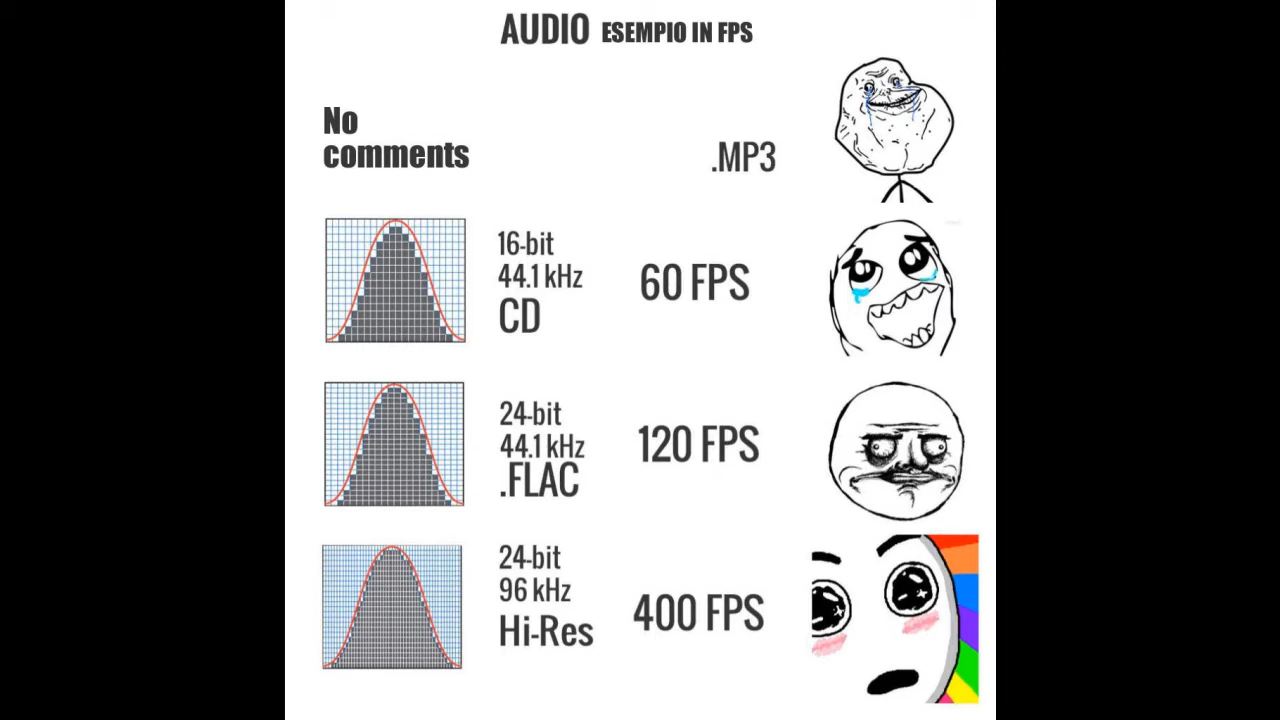 AUDIO ESEMPIO IN FPS
No
comments
.MP3
16-bit
44.1 kHz
CD
60 FPS
24-bit
44.1 kHz
.FLAC
120 FPS
24-bit
96 kHz
Hi-Res
400 FPS